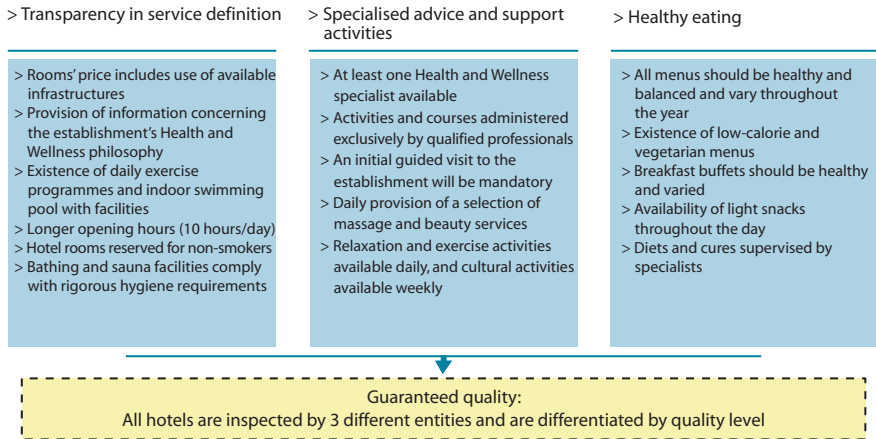 > Transparency in service definition
> Rooms’ price includes use of available
infrastructures
> Provision of information concerning
the establishment’s Health and
Wellness philosophy
> Existence of daily exercise
programmes and indoor swimming
pool with facilities
> Longer opening hours (10 hours/day)
> Hotel rooms reserved for non-smokers
> Bathing and sauna facilities comply
with rigorous hygiene requirements
> Specialised advice and support
activities
> At least one Health and Wellness
specialist available
> Activities and courses administered
exclusively by qualified professionals
> An initial guided visit to the
establishment will be mandatory
> Daily provision of a selection of
massage and beauty services
> Relaxation and exercise activities
available daily, and cultural activities
available weekly
> Healthy eating
> All menus should be healthy and
balanced and vary throughout
the year
> Existence of low-calorie and
vegetarian menus
> Breakfast buffets should be healthy
and varied
> Availability of light snacks
throughout the day
> Diets and cures supervised by
specialists
Guaranteed quality:
All hotels are inspected by 3 different entities and are differentiated by quality level